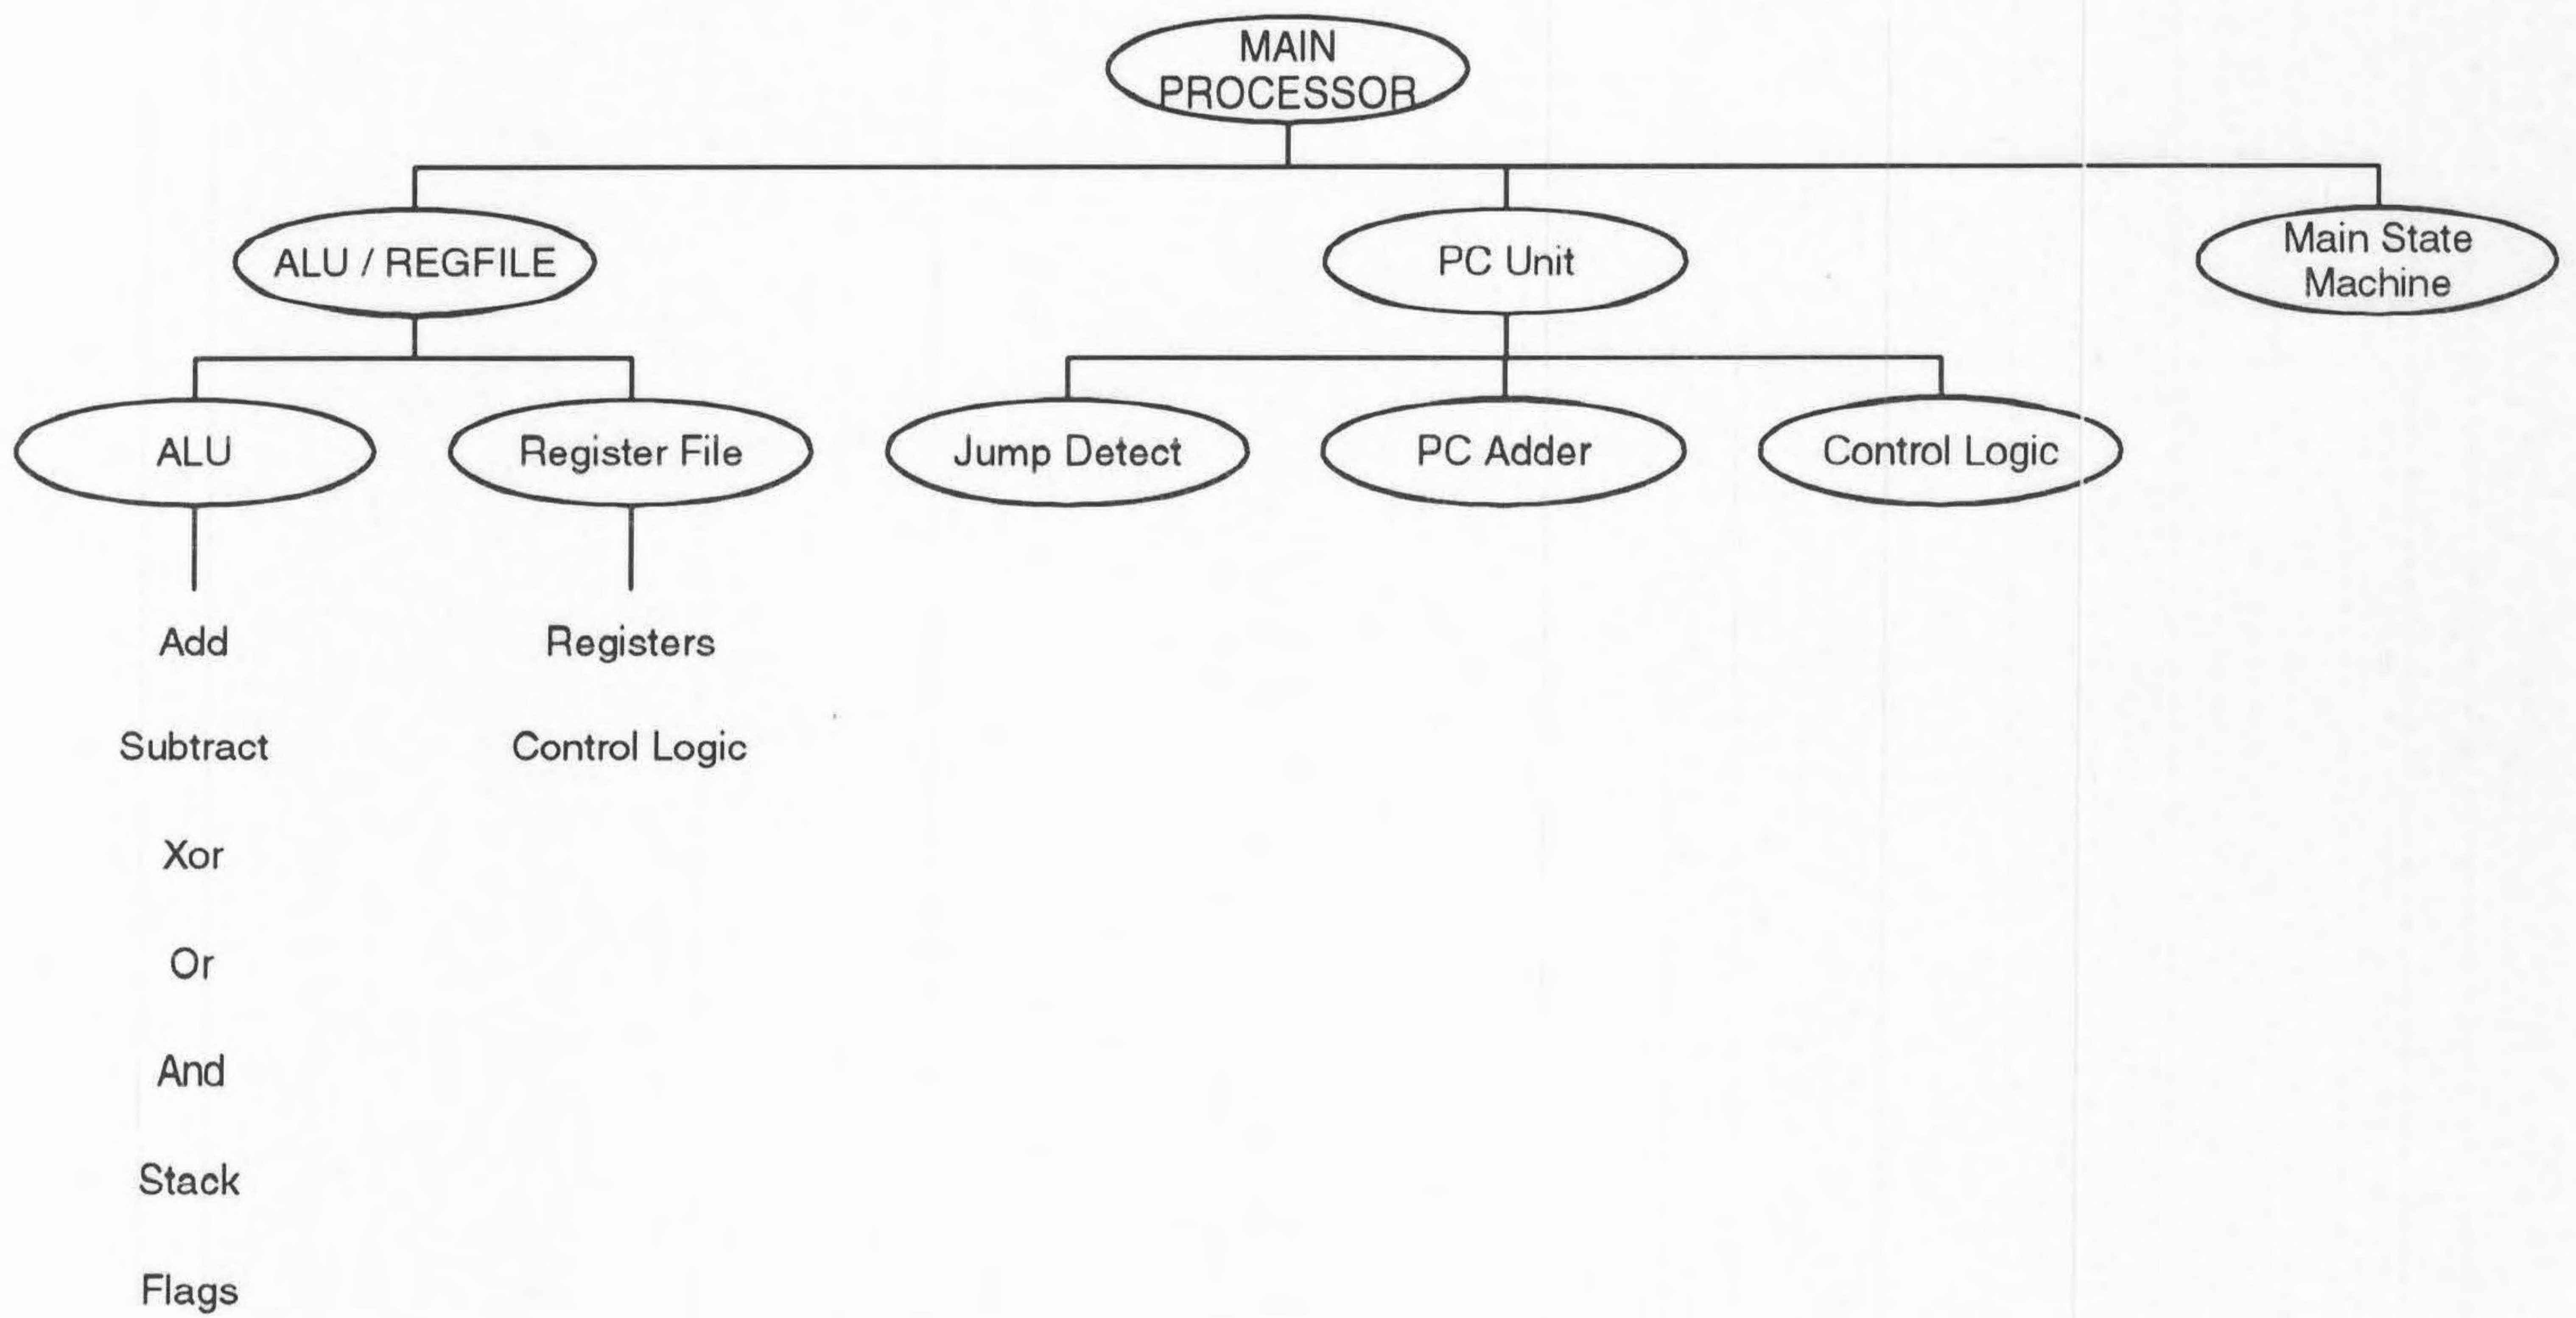 MAIN
PROCESSOR
ALU / REGFILE
PC Unit
Main State
Machine
ALU
Register File
Jump Detect
PC Adder
Control Logic
Add
Registers
Subtract
Control Logic
Xor
Or
And
Stack
Flags